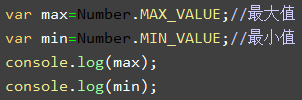 var max=Number.MAX_VALUE;//最大值
var min=Number.MIN_VALUE;//最小值
console.log(max);
console.log(min);